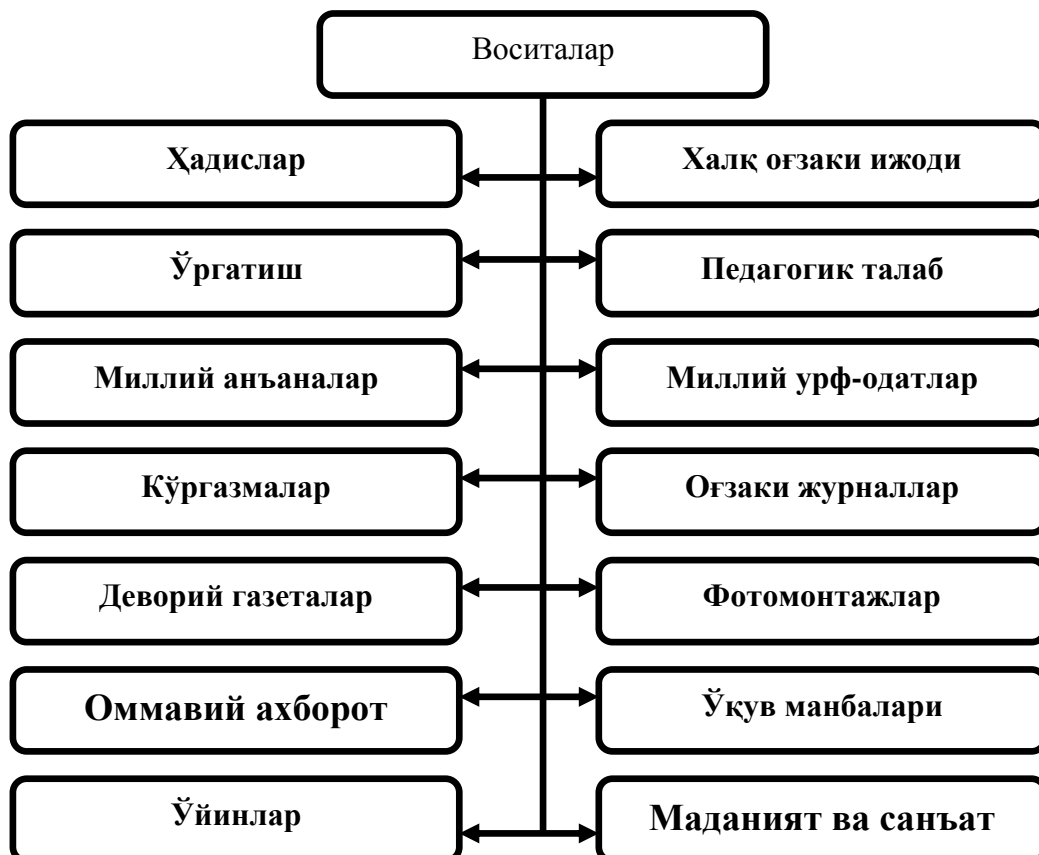 Воситалар
Ҳадислар
Халқ оғзаки ижоди
Ўргатиш
Педагогик талаб
Миллий анъаналар
Миллий урф-одатлар
Кўргазмалар
Оғзаки журналлар
Деворий газеталар
Фотомонтажлар
Оммавий ахборот
Ўқув манбалари
Ўйинлар
Маданият ва санъат